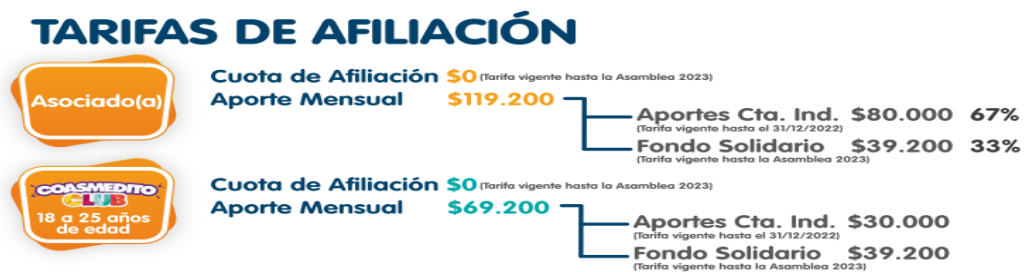 TARIFAS DE AFILIACIÓN
Asociado(a)
Cuota de Afiliación $0 (Tarifa vigente hasta la Asamblea 2023)
Aporte Mensual $119.200
Aportes Cta. Ind. $80.000 67%
(Tarifa vigente hasta el 31/12/2022)
Fondo Solidario $39.200 33%
(Tarifa vigente hasta la Asamblea 2023)
COASMEDITO
CLUB
18 a 25 años
de edad
Cuota de Afiliación $0 (Tarifa vigente hasta la Asamblea 2023)
Aporte Mensual $69.200
Aportes Cta. Ind. $30.000
(Tarifa vigente hasta el 31/12/2022)
Fondo Solidario $39.200
(Tarifa vigente hasta la Asamblea 2023)